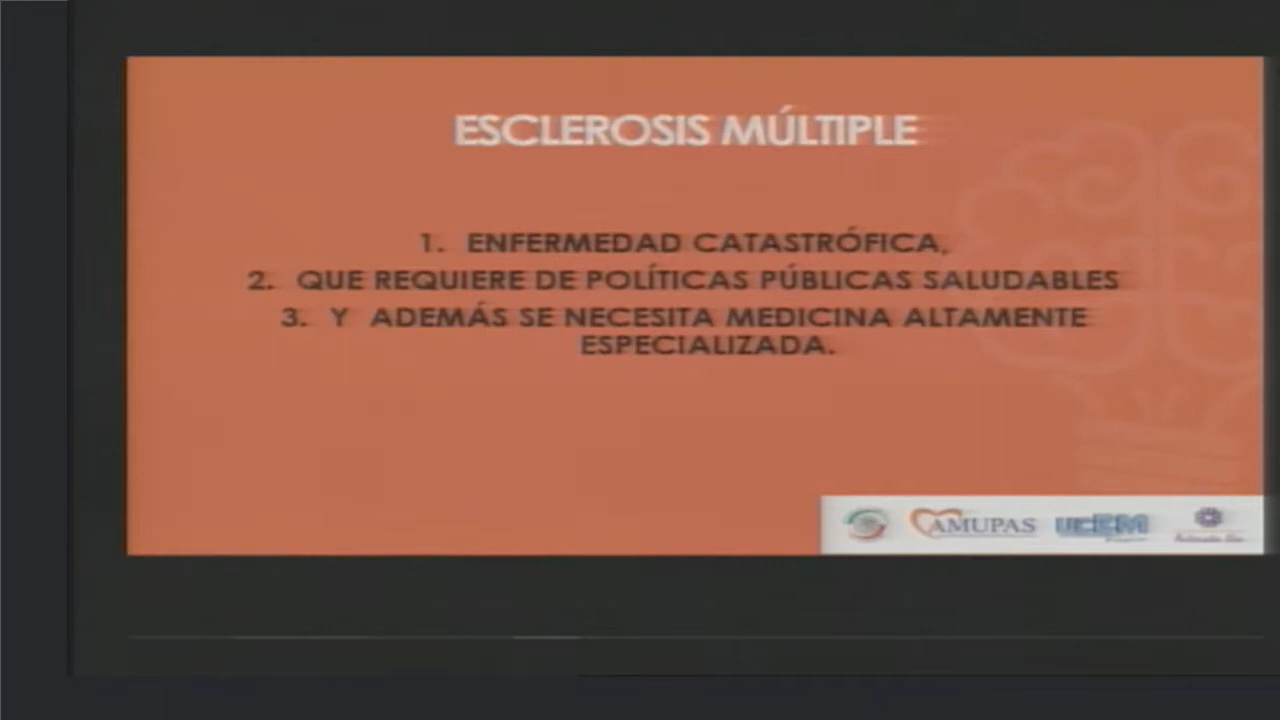 ESCLEROSIS MÚLTIPLE
1. ENFERMEDAD CATASTRÓFICA,
2. QUE REQUIERE DE POLÍTICAS PÚBLICAS SALUDABLES
3. Y ADEMÁS SE NECESITA MEDICINA ALTAMENTE
ESPECIALIZADA.
AMUPAS